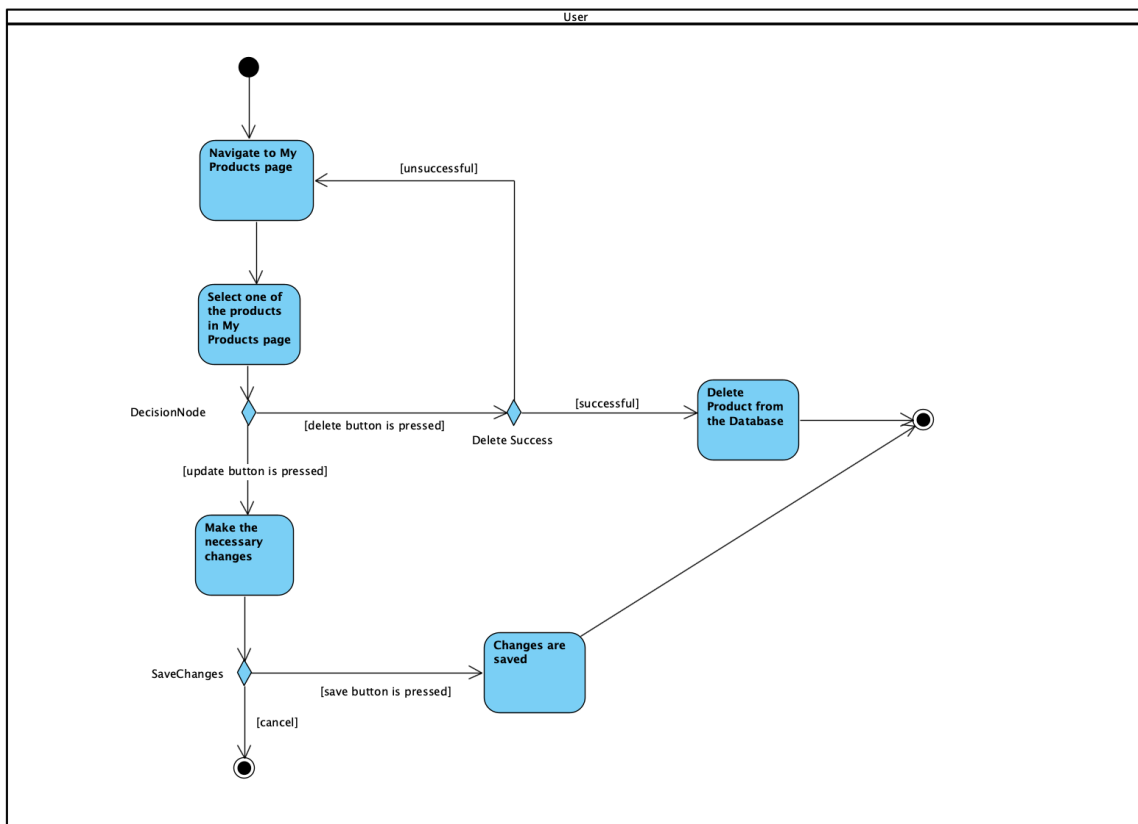 User
Navigate to My
Products page
[unsuccessful]
Select one of
the products
in My
Products page
DecisionNode
[delete button is pressed]
Delete Success
[successful]
Delete
Product from
the Database
[update button is pressed]
Make the
necessary
changes
SaveChanges
[save button is pressed]
Changes are
saved
[cancel]